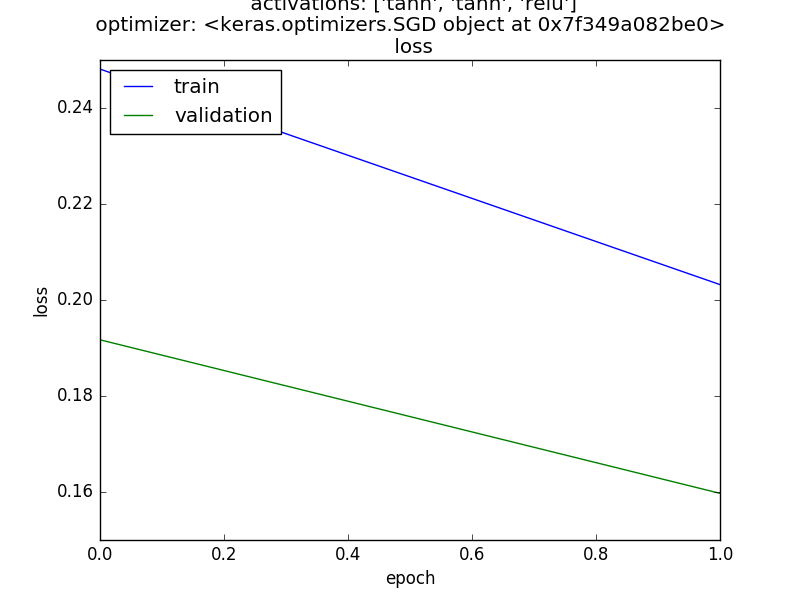 activations: ['tanh', 'tanh', 'relu']
optimizer: <keras.optimizers.SGD object at 0x7f349a082be0>
loss
train
validation
0.24
0.22
0.20
0.18
0.16
loss
0.0 0.2 0.4 0.6 0.8 1.0
epoch